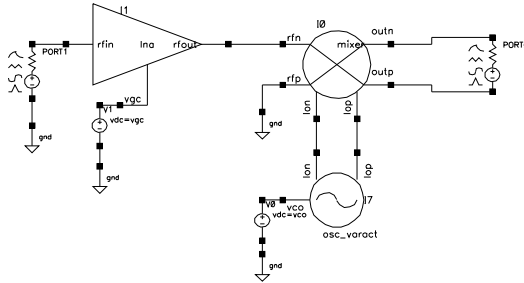 I1
I0
outn
rfin lna rfout
rfn
mixer
PORT1
PORT
outp
rfp
vgc
V1
vdc=vgc
lon
lop
gnd
gnd
gnd
lon
lop
V0
vco
I7
vdc=vco
osc_varact
gnd